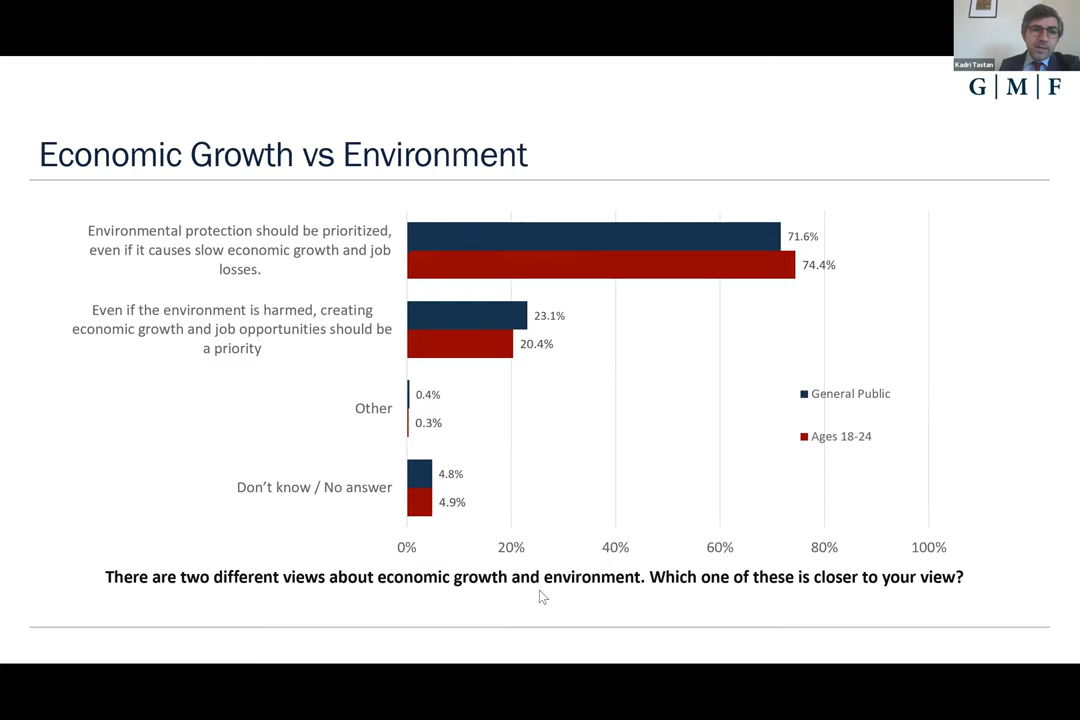 Kadri Tastan
G | M | F
Economic Growth vs Environment
Environmental protection should be prioritized,
even if it causes slow economic growth and job
losses.
71.6%
74.4%
Even if the environment is harmed, creating
economic growth and job opportunities should be
a priority
23.1%
20.4%
Other
0.4%
0.3%
General Public
Ages 18-24
Don’t know / No answer
4.8%
4.9%
0% 20% 40% 60% 80% 100%
There are two different views about economic growth and environment. Which one of these is closer to your view?